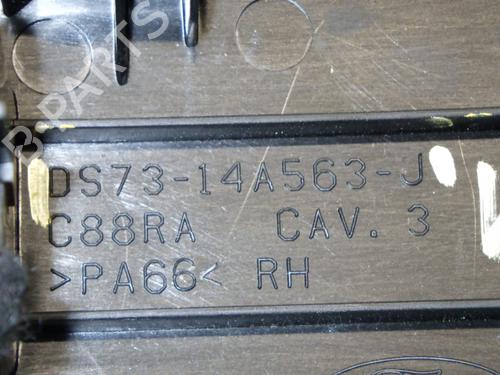 B-PARTS
DS73-14A563-J
C88RA CAV. 3
>PA66< RH